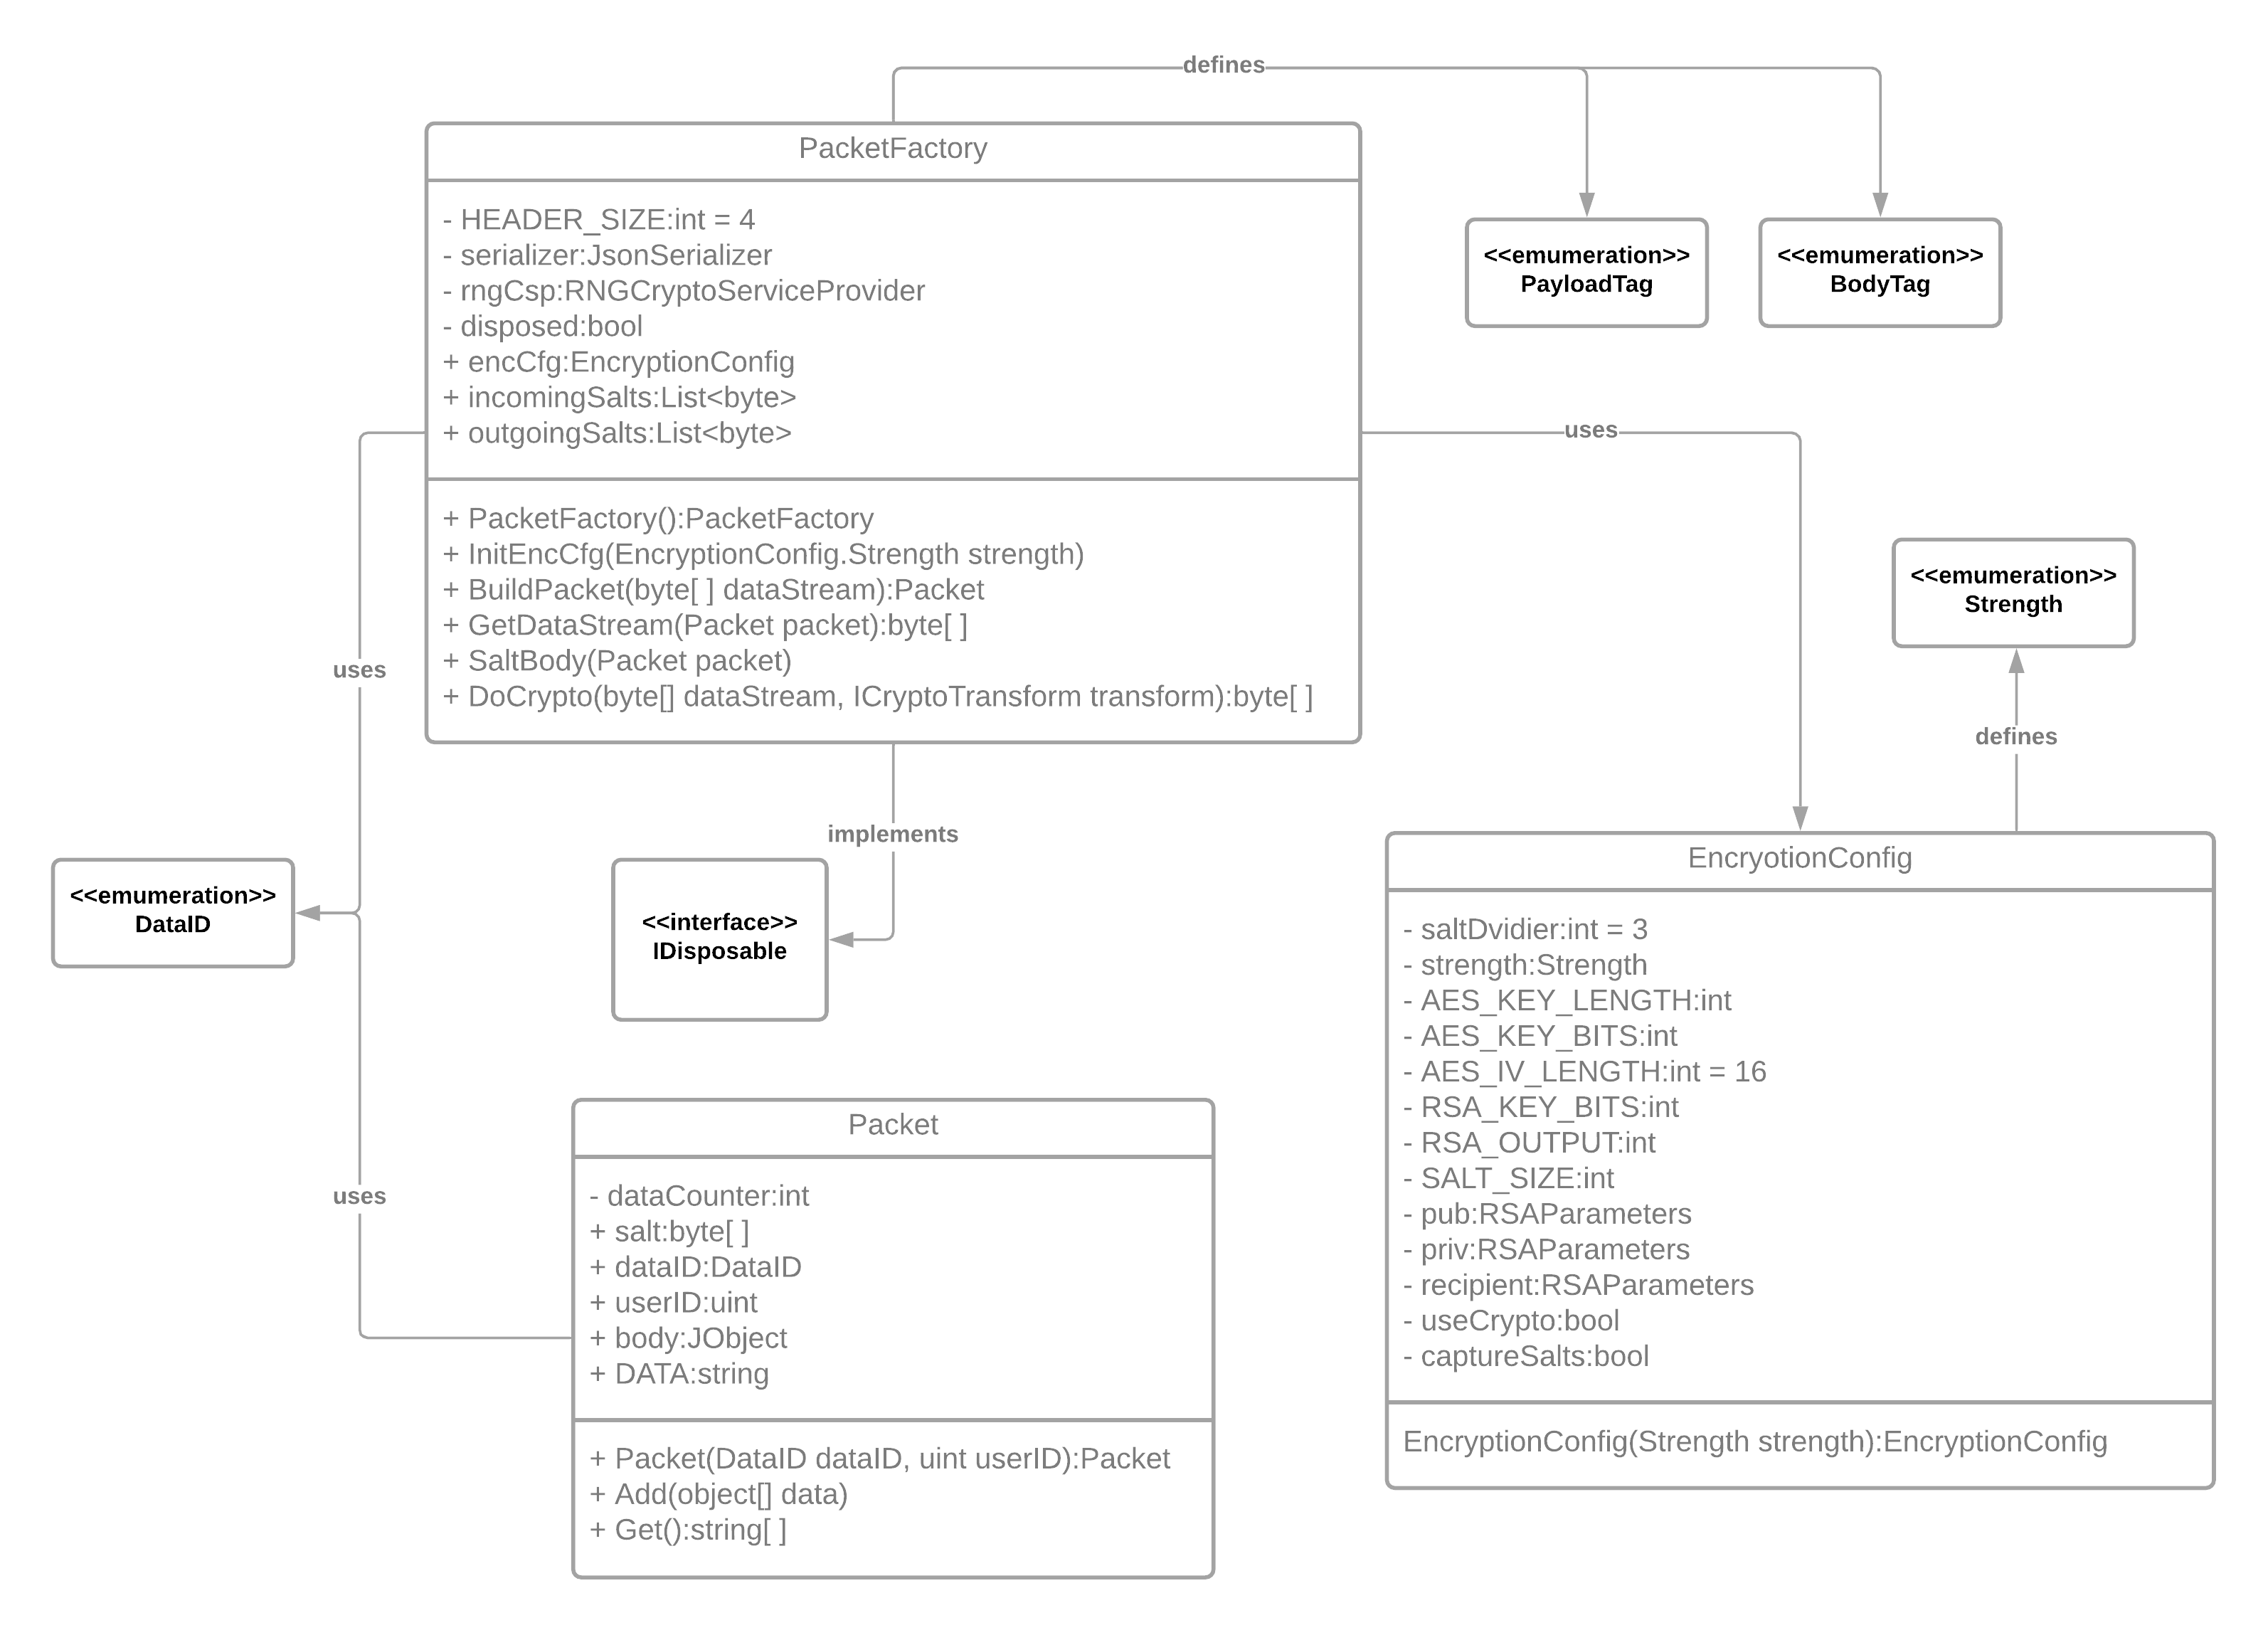 defines
PacketFactory
- HEADER_SIZE:int = 4
- serializer:JsonSerializer
- rngCsp:RNGCryptoServiceProvider
- disposed:bool
+ encCfg:EncryptionConfig
+ incomingSalts:List<byte>
+ outgoingSalts:List<byte>
+ PacketFactory():PacketFactory
+ InitEncCfg(EncryptionConfig.Strength strength)
+ BuildPacket(byte[ ] dataStream):Packet
+ GetDataStream(Packet packet):byte[ ]
+ SaltBody(Packet packet)
+ DoCrypto(byte[] dataStream, ICryptoTransform transform):byte[ ]
<<emumeration>>
PayloadTag
<<emumeration>>
BodyTag
uses
<<emumeration>>
Strength
defines
uses
implements
<<emumeration>>
DataID
<<interface>>
IDisposable
EncryotionConfig
- saltDvidier:int = 3
- strength:Strength
- AES_KEY_LENGTH:int
- AES_KEY_BITS:int
- AES_IV_LENGTH:int = 16
- RSA_KEY_BITS:int
- RSA_OUTPUT:int
- SALT_SIZE:int
- pub:RSAParameters
- priv:RSAParameters
- recipient:RSAParameters
- useCrypto:bool
- captureSalts:bool
EncryptionConfig(Strength strength):EncryptionConfig
uses
Packet
- dataCounter:int
+ salt:byte[ ]
+ dataID:DataID
+ userID:uint
+ body:JObject
+ DATA:string
+ Packet(DataID dataID, uint userID):Packet
+ Add(object[] data)
+ Get():string[ ]